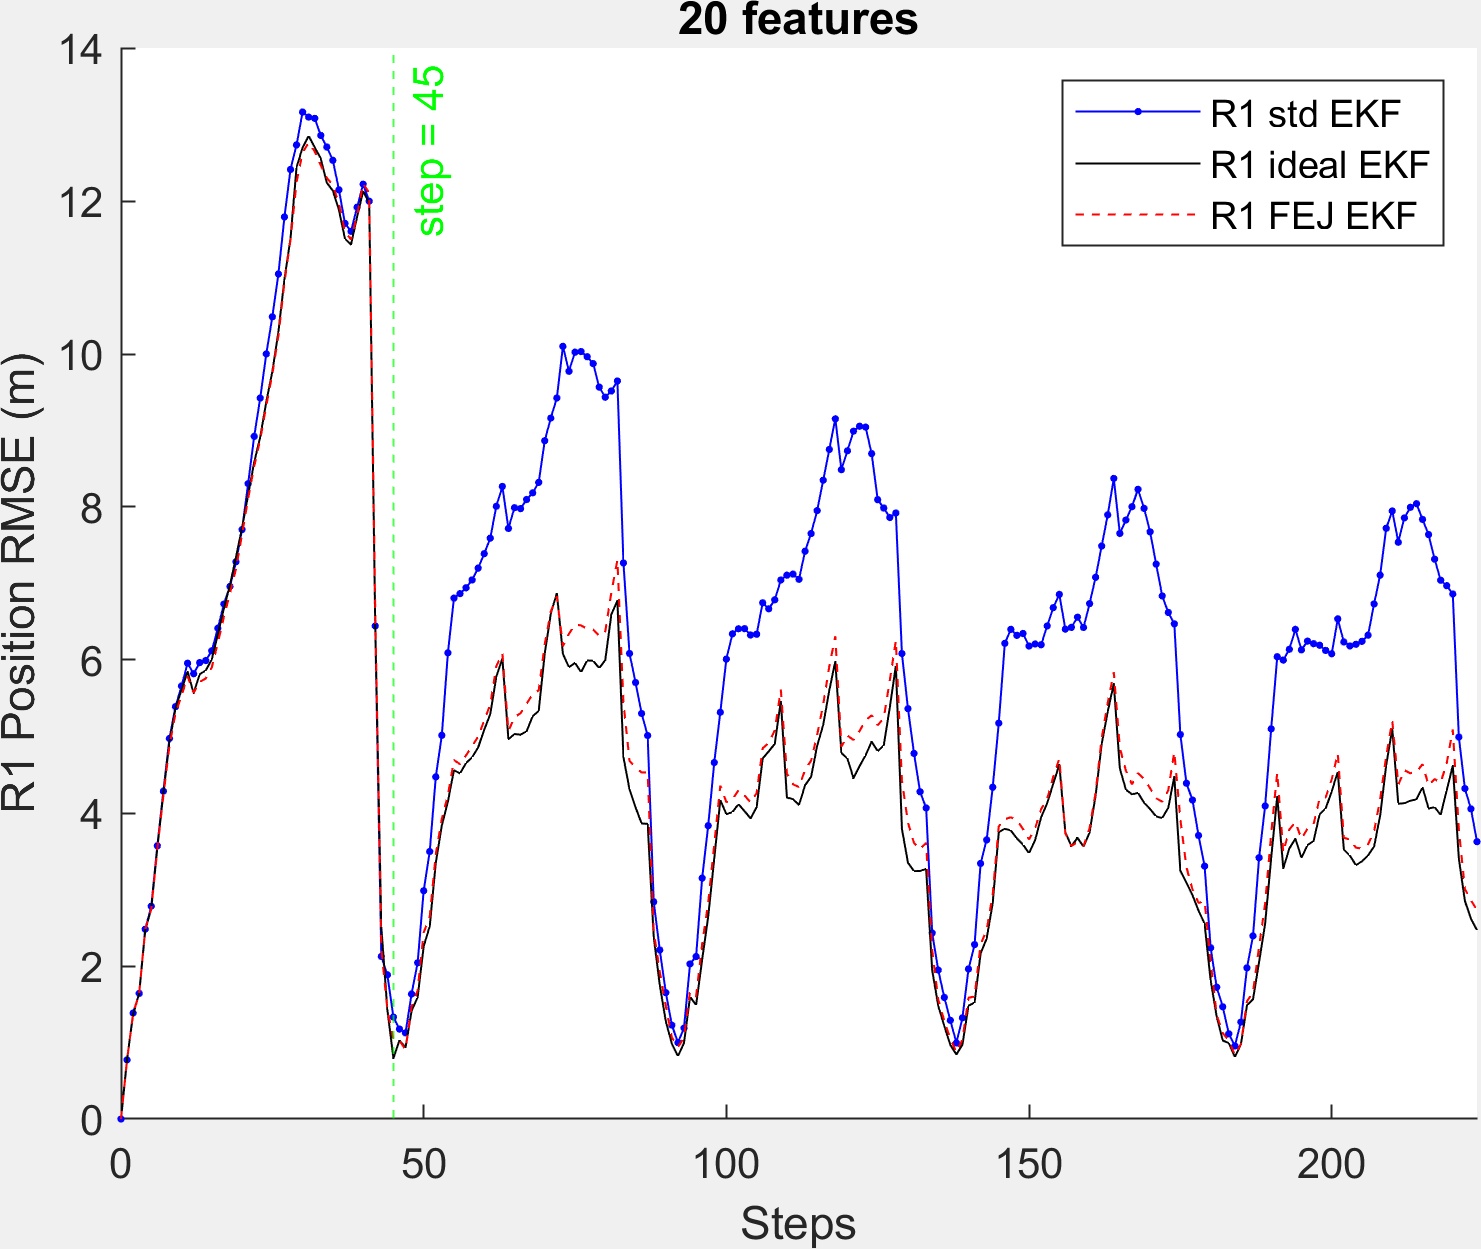 20 features
14
12
10
8
6
4
2
0
R1 Position RMSE (m)
step = 45
R1 std EKF
R1 ideal EKF
R1 FEJ EKF
0 50 100 150 200
Steps